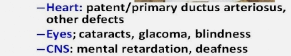 –Heart: patent/primary ductus arteriosus,
other defects
–Eyes; cataracts, glacoma, blindness
–CNS: mental retardation, deafness